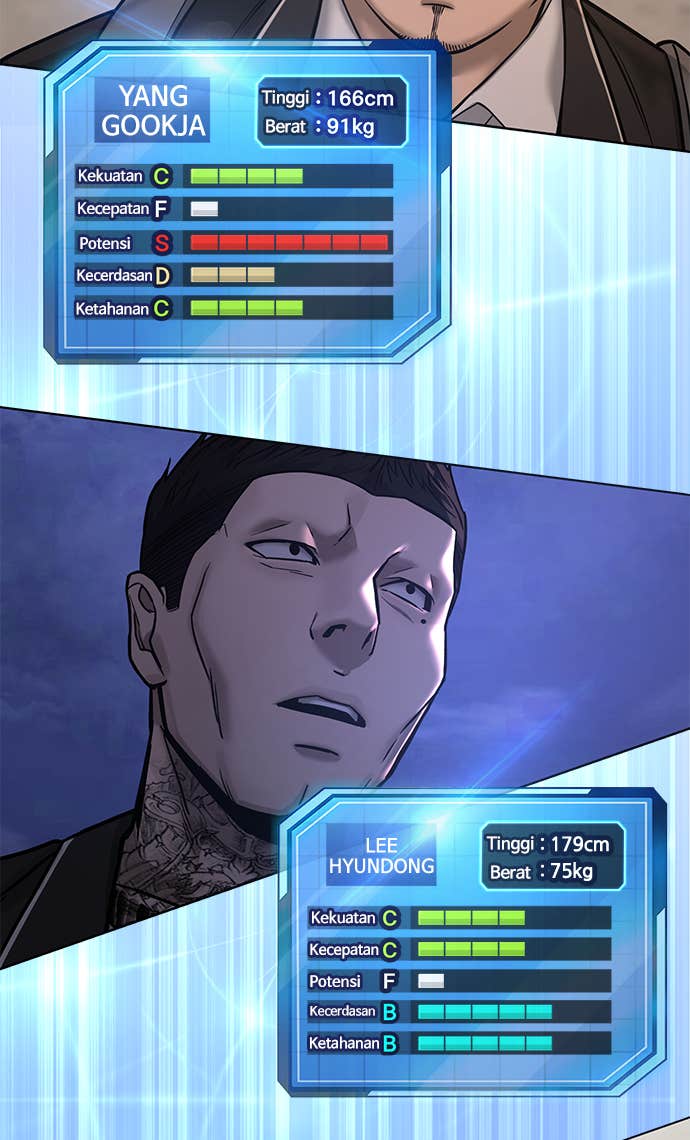 YANG
GOOKJA
Tinggi : 166cm
Berat : 91kg
Kekuatan C
Kecepatan F
Potensi S
Kecerdasan D
Ketahanan C
LEE
HYUNDONG
Tinggi : 179cm
Berat : 75kg
Kekuatan C
Kecepatan C
Potensi F
Kecerdasan B
Ketahanan B